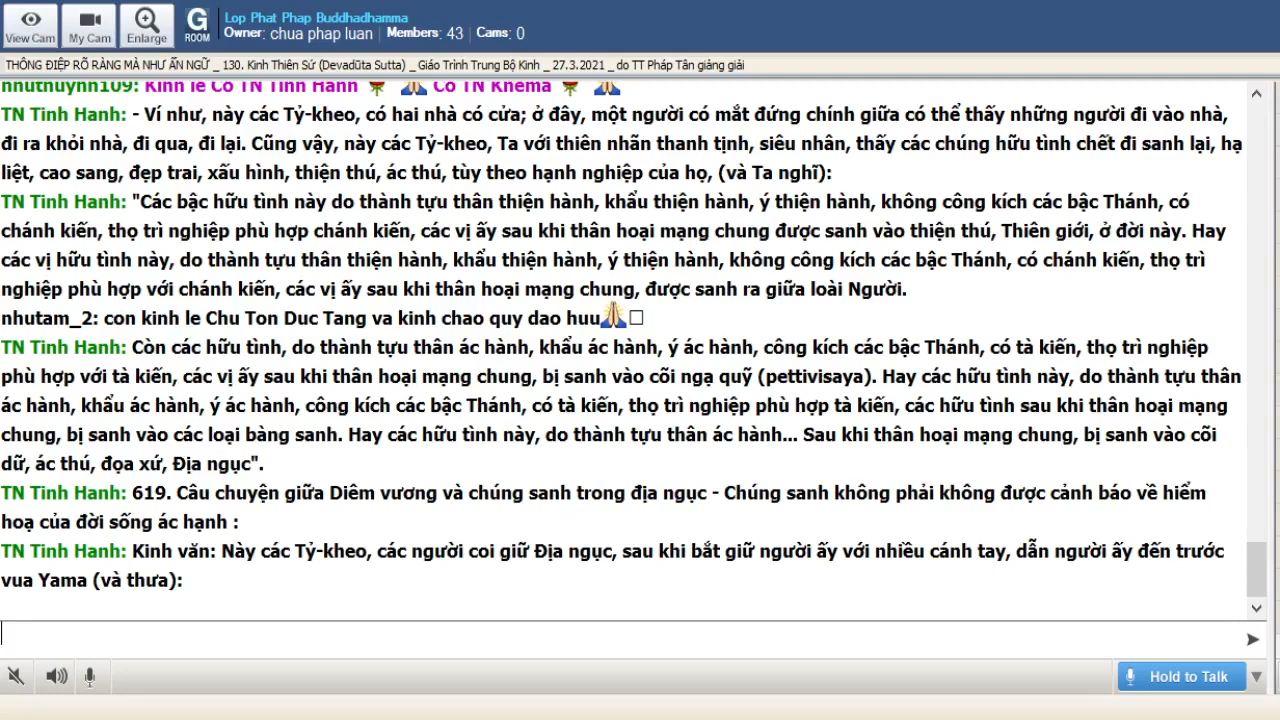 View Cam
My Cam
Enlarge
G ROOM
Lop Phat Phap Buddhadhamma
Owner: chua phap luan | Members: 43 | Cams: 0
THÔNG ĐIỆP RÕ RÀNG MÀ NHƯ ẨN NGỮ _ 130. Kinh Thiên Sứ (Devadūta Sutta) _ Giáo Trình Trung Bộ Kinh _ 27.3.2021 _ do TT Pháp Tân giảng giải
nhuthuynh109: Kinh le Co TN Tinh Hanh 🌹 🙏 Co TN Khema 🌹 🙏
TN Tinh Hanh: - Ví như, này các Tỷ-kheo, có hai nhà có cửa; ở đây, một người có mắt đứng chính giữa có thể thấy những người đi vào nhà,
đi ra khỏi nhà, đi qua, đi lại. Cũng vậy, này các Tỷ-kheo, Ta với thiên nhãn thanh tịnh, siêu nhân, thấy các chúng hữu tình chết đi sanh lại, hạ
liệt, cao sang, đẹp trai, xấu hình, thiện thú, ác thú, tùy theo hạnh nghiệp của họ, (và Ta nghĩ):
TN Tinh Hanh: "Các bậc hữu tình này do thành tựu thân thiện hành, khẩu thiện hành, ý thiện hành, không công kích các bậc Thánh, có
chánh kiến, thọ trì nghiệp phù hợp chánh kiến, các vị ấy sau khi thân hoại mạng chung được sanh vào thiện thú, Thiên giới, ở đời này. Hay
các vị hữu tình này, do thành tựu thân thiện hành, khẩu thiện hành, ý thiện hành, không công kích các bậc Thánh, có chánh kiến, thọ trì
nghiệp phù hợp với chánh kiến, các vị ấy sau khi thân hoại mạng chung, được sanh ra giữa loài Người.
nhutam_2: con kinh le Chu Ton Duc Tang va kinh chao quy dao huu🙏□
TN Tinh Hanh: Còn các hữu tình, do thành tựu thân ác hành, khẩu ác hành, ý ác hành, công kích các bậc Thánh, có tà kiến, thọ trì nghiệp
phù hợp với tà kiến, các vị ấy sau khi thân hoại mạng chung, bị sanh vào cõi ngạ quỹ (pettivisaya). Hay các hữu tình này, do thành tựu thân
ác hành, khẩu ác hành, ý ác hành, công kích các bậc Thánh, có tà kiến, thọ trì nghiệp phù hợp tà kiến, các hữu tình sau khi thân hoại mạng
chung, bị sanh vào các loại bàng sanh. Hay các hữu tình này, do thành tựu thân ác hành... Sau khi thân hoại mạng chung, bị sanh vào cõi
dữ, ác thú, đọa xứ, Địa ngục".
TN Tinh Hanh: 619. Câu chuyện giữa Diêm vương và chúng sanh trong địa ngục - Chúng sanh không phải không được cảnh báo về hiểm
hoạ của đời sống ác hạnh :
TN Tinh Hanh: Kinh văn: Này các Tỷ-kheo, các người coi giữ Địa ngục, sau khi bắt giữ người ấy với nhiều cánh tay, dẫn người ấy đến trước
vua Yama (và thưa):
Hold to Talk